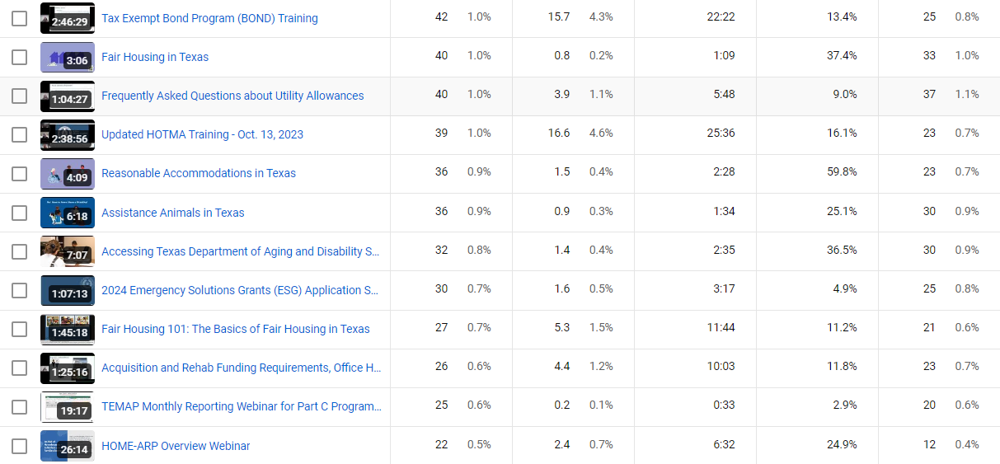 2:46:29 Tax Exempt Bond Program (BOND) Training 42 1.0% 15.7 4.3% 22:22 13.4% 25 0.8%
3:06 Fair Housing in Texas 40 1.0% 0.8 0.2% 1:09 37.4% 33 1.0%
1:04:27 Frequently Asked Questions about Utility Allowances 40 1.0% 3.9 1.1% 5:48 9.0% 37 1.1%
2:38:56 Updated HOTMA Training - Oct. 13, 2023 39 1.0% 16.6 4.6% 25:36 16.1% 23 0.7%
4:09 Reasonable Accommodations in Texas 36 0.9% 1.5 0.4% 2:28 59.8% 23 0.7%
6:18 Assistance Animals in Texas 36 0.9% 0.9 0.3% 1:34 25.1% 30 0.9%
7:07 Accessing Texas Department of Aging and Disability S... 32 0.8% 1.4 0.4% 2:35 36.5% 30 0.9%
1:07:13 2024 Emergency Solutions Grants (ESG) Application S... 30 0.7% 1.6 0.5% 3:17 4.9% 25 0.8%
1:45:18 Fair Housing 101: The Basics of Fair Housing in Texas 27 0.7% 5.3 1.5% 11:44 11.2% 21 0.6%
1:25:16 Acquisition and Rehab Funding Requirements, Office H... 26 0.6% 4.4 1.2% 10:03 11.8% 23 0.7%
19:17 TEMAP Monthly Reporting Webinar for Part C Program... 25 0.6% 0.2 0.1% 0:33 2.9% 20 0.6%
26:14 HOME-ARP Overview Webinar 22 0.5% 2.4 0.7% 6:32 24.9% 12 0.4%